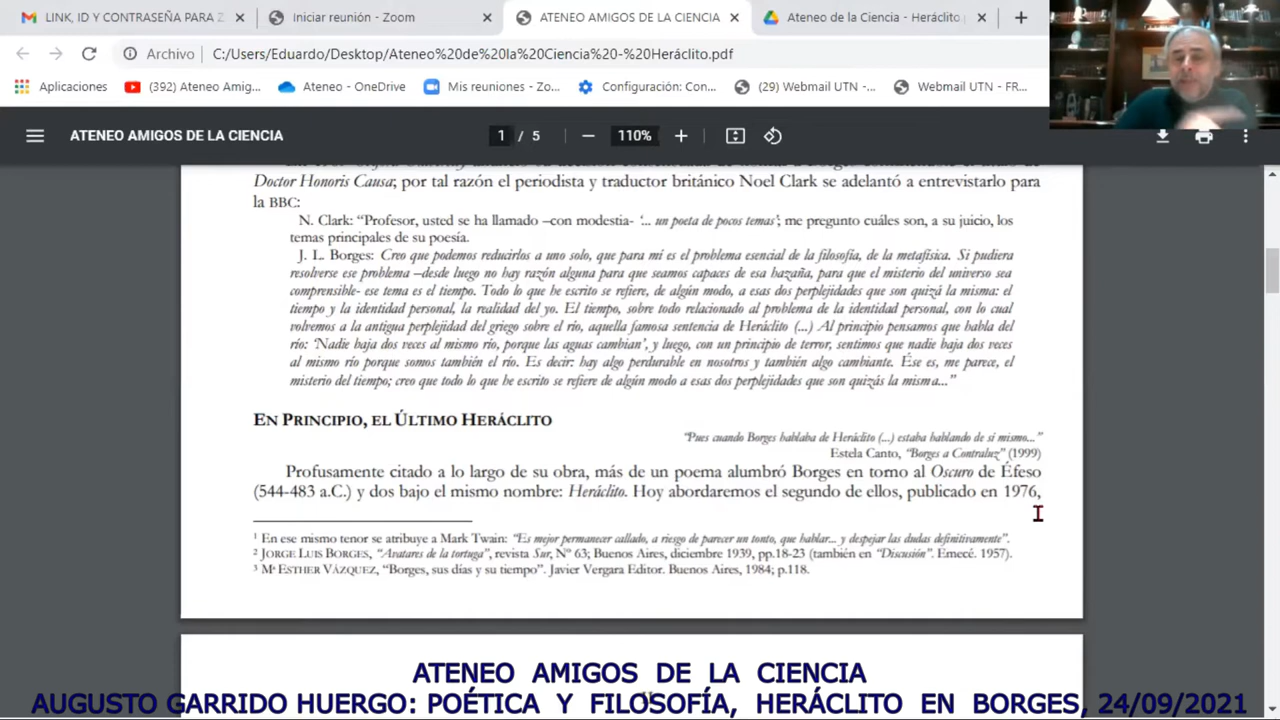 LINK, ID Y CONTRASEÑA PARA Z
Iniciar reunión - Zoom
ATENEO AMIGOS DE LA CIENCIA
Ateneo de la Ciencia - Heráclito
Archivo C:/Users/Eduardo/Desktop/Ateneo%20de%20la%20Ciencia%20-%20Heráclito.pdf
Aplicaciones
(392) Ateneo Amig...
Ateneo - OneDrive
Mis reuniones - Zo...
Configuración: Con...
(29) Webmail UTN -...
Webmail UTN - FR...
ATENEO AMIGOS DE LA CIENCIA
1 / 5
110%
Doctor Honoris Causa; por tal razón el periodista y traductor británico Noel Clark se adelantó a entrevistarlo para
la BBC:
N. Clark: “Profesor, usted se ha llamado –con modestia- ‘... un poeta de pocos temas’; me pregunto cuáles son, a su juicio, los
temas principales de su poesía.
J. L. Borges: Creo que podemos reducirlos a uno solo, que para mí es el problema esencial de la filosofía, de la metafísica. Si pudiera
resolverse ese problema –desde luego no hay razón alguna para que seamos capaces de esa hazaña, para que el misterio del universo sea
comprensible- ese tema es el tiempo. Todo lo que he escrito se refiere, de algún modo, a esas dos perplejidades que son quizá la misma: el
tiempo y la identidad personal, la realidad del yo. El tiempo, sobre todo relacionado al problema de la identidad personal, con lo cual
volvemos a la antigua perplejidad del griego sobre el río, aquella famosa sentencia de Heráclito (...) Al principio pensamos que habla del
río: ‘Nadie baja dos veces al mismo río, porque las aguas cambian’, y luego, con un principio de terror, sentimos que nadie baja dos veces
al mismo río porque somos también el río. Es decir: hay algo perdurable en nosotros y también algo cambiante. Ése es, me parece, el
misterio del tiempo; creo que todo lo que he escrito se refiere de algún modo a esas dos perplejidades que son quizás la misma...”
EN PRINCIPIO, EL ÚLTIMO HERÁCLITO
“Pues cuando Borges hablaba de Heráclito (...) estaba hablando de si mismo...”
Estela Canto, “Borges a Contraluz” (1999)
Profusamente citado a lo largo de su obra, más de un poema alumbró Borges en torno al Oscuro de Éfeso
(544-483 a.C.) y dos bajo el mismo nombre: Heráclito. Hoy abordaremos el segundo de ellos, publicado en 1976,
1 En ese mismo tenor se atribuye a Mark Twain: “Es mejor permanecer callado, a riesgo de parecer un tonto, que hablar... y despejar las dudas definitivamente”.
2 JORGE LUIS BORGES, “Avatares de la tortuga”, revista Sur, Nº 63; Buenos Aires, diciembre 1939, pp.18-23 (también en “Discusión”. Emecé. 1957).
3 Mª ESTHER VÁZQUEZ, “Borges, sus días y su tiempo”. Javier Vergara Editor. Buenos Aires, 1984; p.118.
ATENEO AMIGOS DE LA CIENCIA
AUGUSTO GARRIDO HUERGO: POÉTICA Y FILOSOFÍA, HERÁCLITO EN BORGES, 24/09/2021